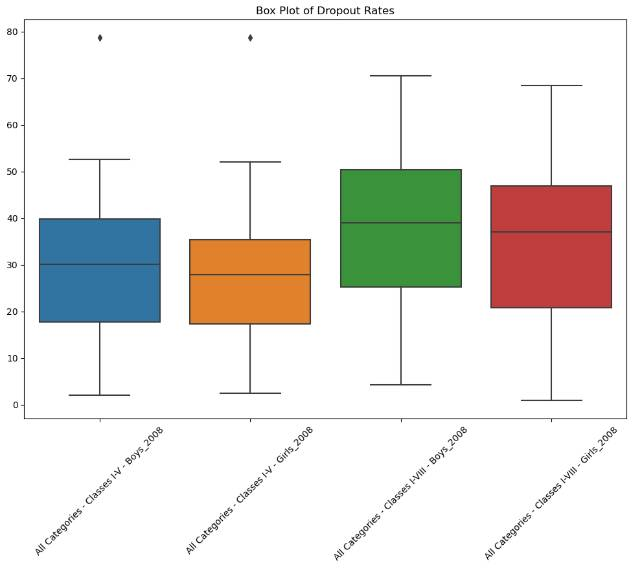 Box Plot of Dropout Rates
80
70
60
50
40
30
20
10
0
All Categories - Classes I-V - Boys_2008
All Categories - Classes I-V - Girls_2008
All Categories - Classes I-VIII - Boys_2008
All Categories - Classes I-VIII - Girls_2008